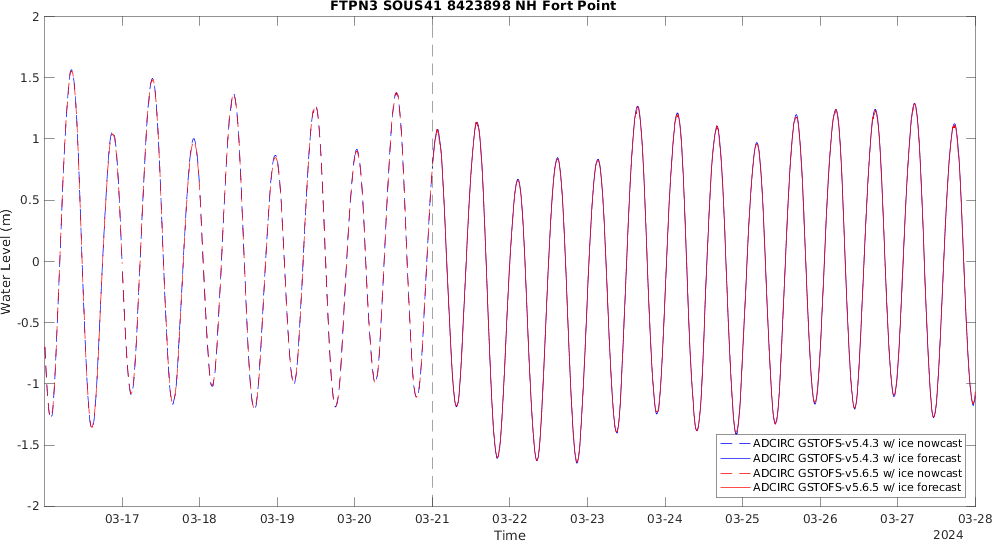 FTPN3 SOUS41 8423898 NH Fort Point
2
1.5
1
0.5
0
-0.5
-1
-1.5
-2
Water Level (m)
ADCIRC GSTOFS-v5.4.3 w/ ice nowcast
ADCIRC GSTOFS-v5.4.3 w/ ice forecast
ADCIRC GSTOFS-v5.6.5 w/ ice nowcast
ADCIRC GSTOFS-v5.6.5 w/ ice forecast
03-17 03-18 03-19 03-20 03-21 03-22 03-23 03-24 03-25 03-26 03-27 03-28
Time
2024